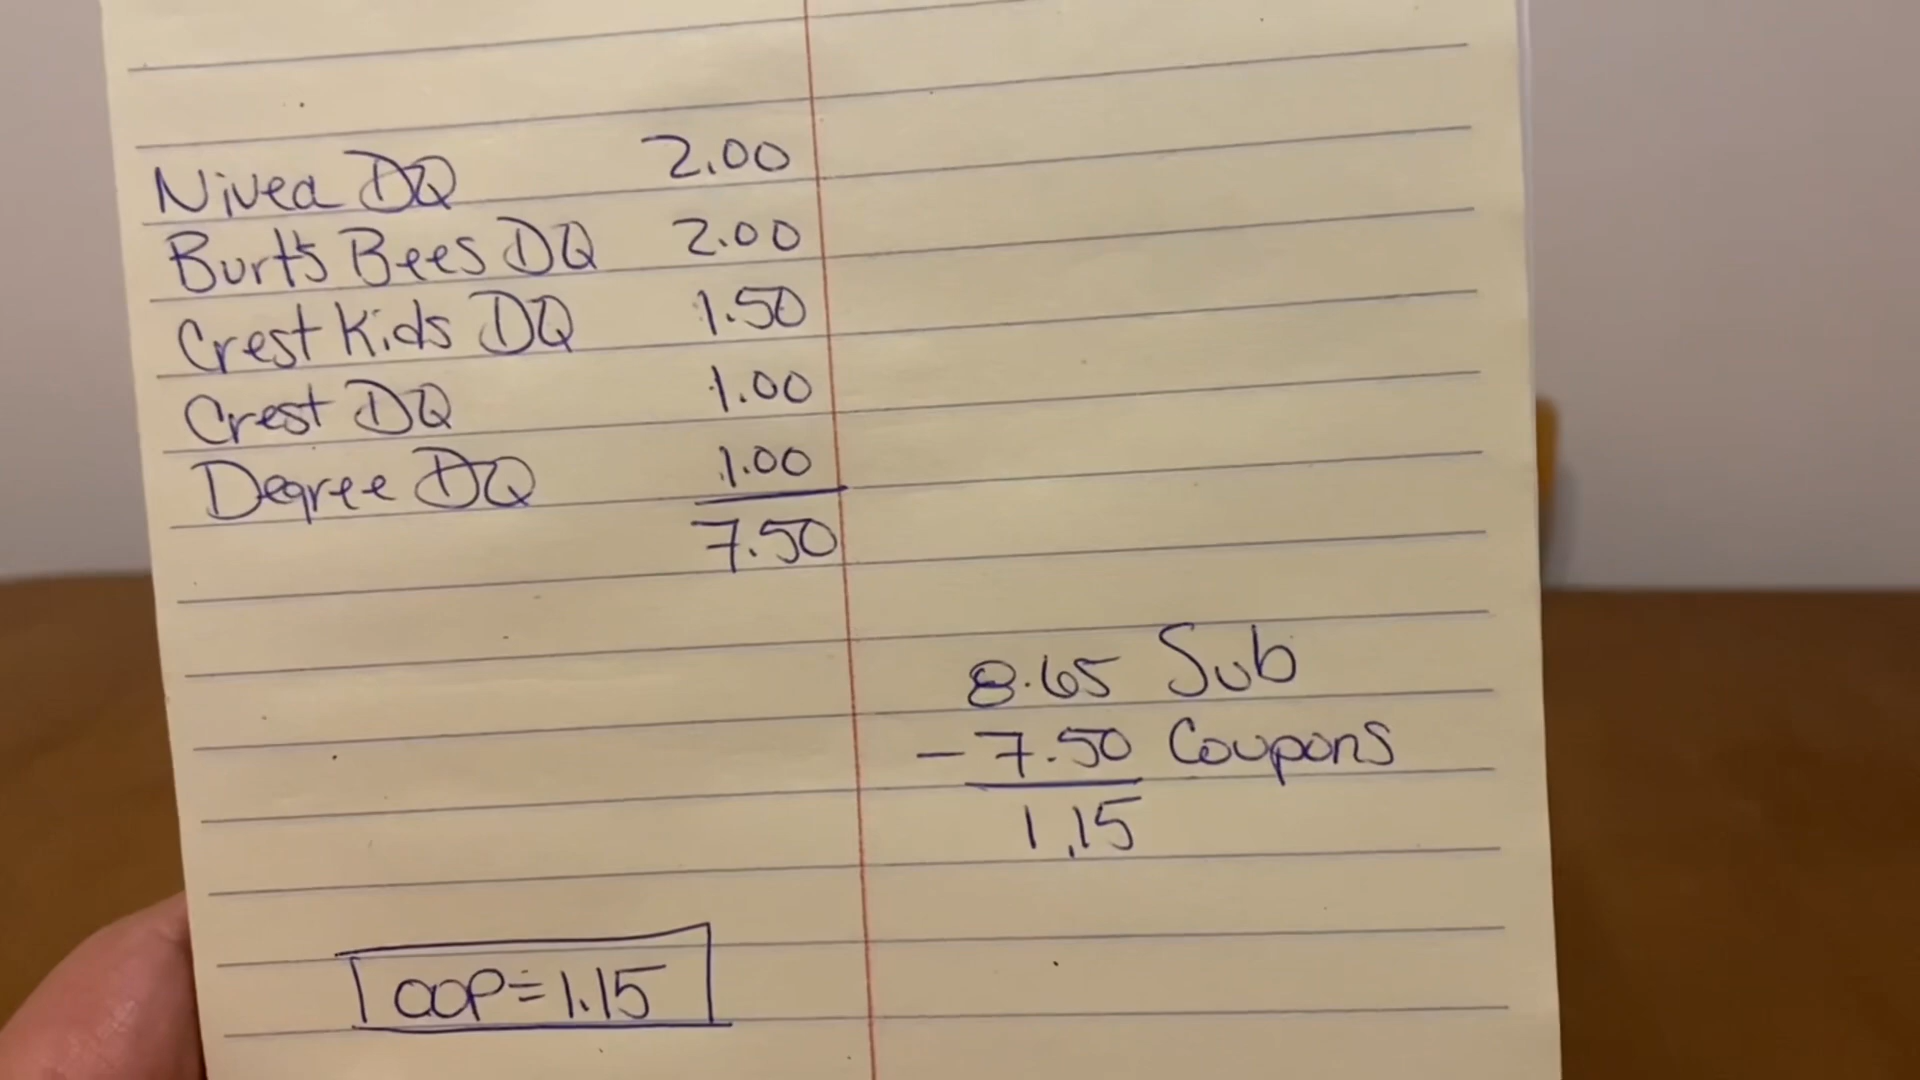 Nivea DQ 2.00
Burt's Bees DQ 2.00
Crest Kids DQ 1.50
Crest DQ 1.00
Degree DQ 1.00
7.50
8.65 Sub
- 7.50 Coupons
1.15
OOP = 1.15